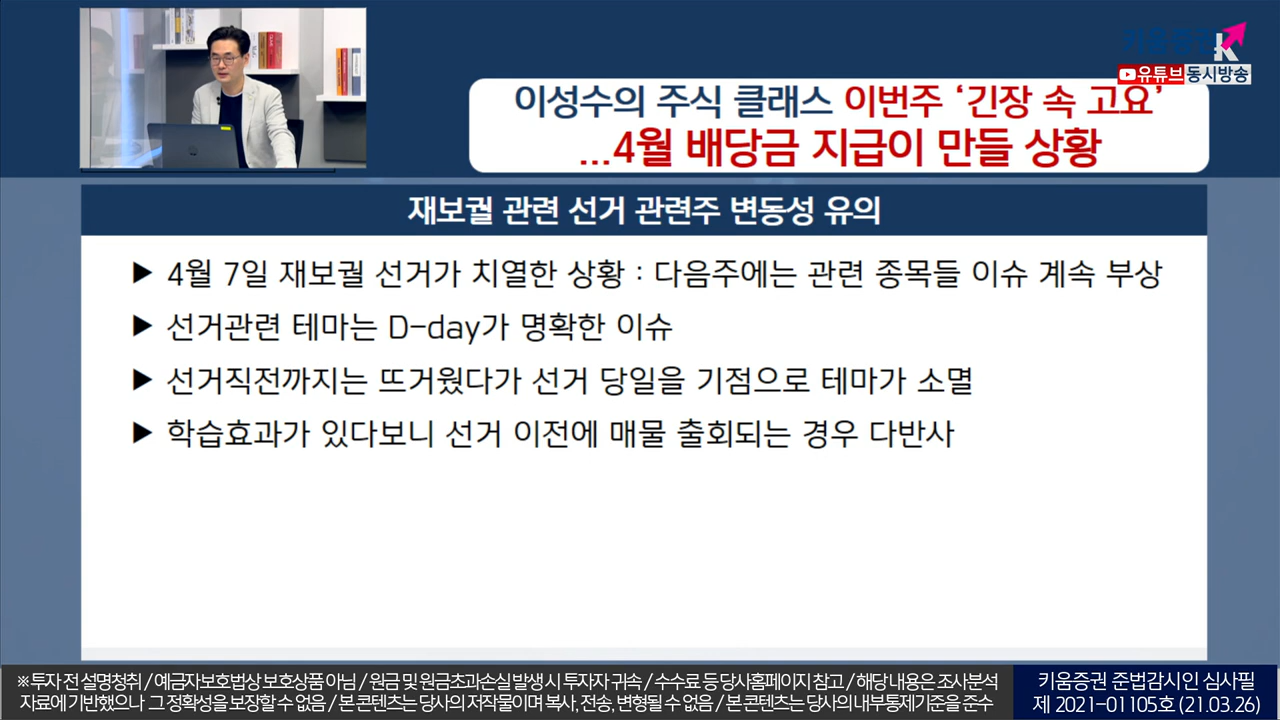 키움증권
유튜브 동시방송
이성수의 주식 클래스 이번주 ‘긴장 속 고요’
...4월 배당금 지급이 만들 상황
재보궐 관련 선거 관련주 변동성 유의
▶ 4월 7일 재보궐 선거가 치열한 상황 : 다음주에는 관련 종목들 이슈 계속 부상
▶ 선거관련 테마는 D-day가 명확한 이슈
▶ 선거직전까지는 뜨거웠다가 선거 당일을 기점으로 테마가 소멸
▶ 학습효과가 있다보니 선거 이전에 매물 출회되는 경우 다반사
※ 투자 전 설명청취 / 예금자보호법상 보호상품 아님 / 원금 및 원금초과손실 발생 시 투자자 귀속 / 수수료 등 당사홈페이지 참고 / 해당 내용은 조사분석
자료에 기반했으나 그 정확성을 보장할 수 없음 / 본 콘텐츠는 당사의 저작물이며 복사, 전송, 변형될 수 없음 / 본 콘텐츠는 당사의 내부통제기준을 준수
키움증권 준법감시인 심사필
제 2021-01105호 (21.03.26)